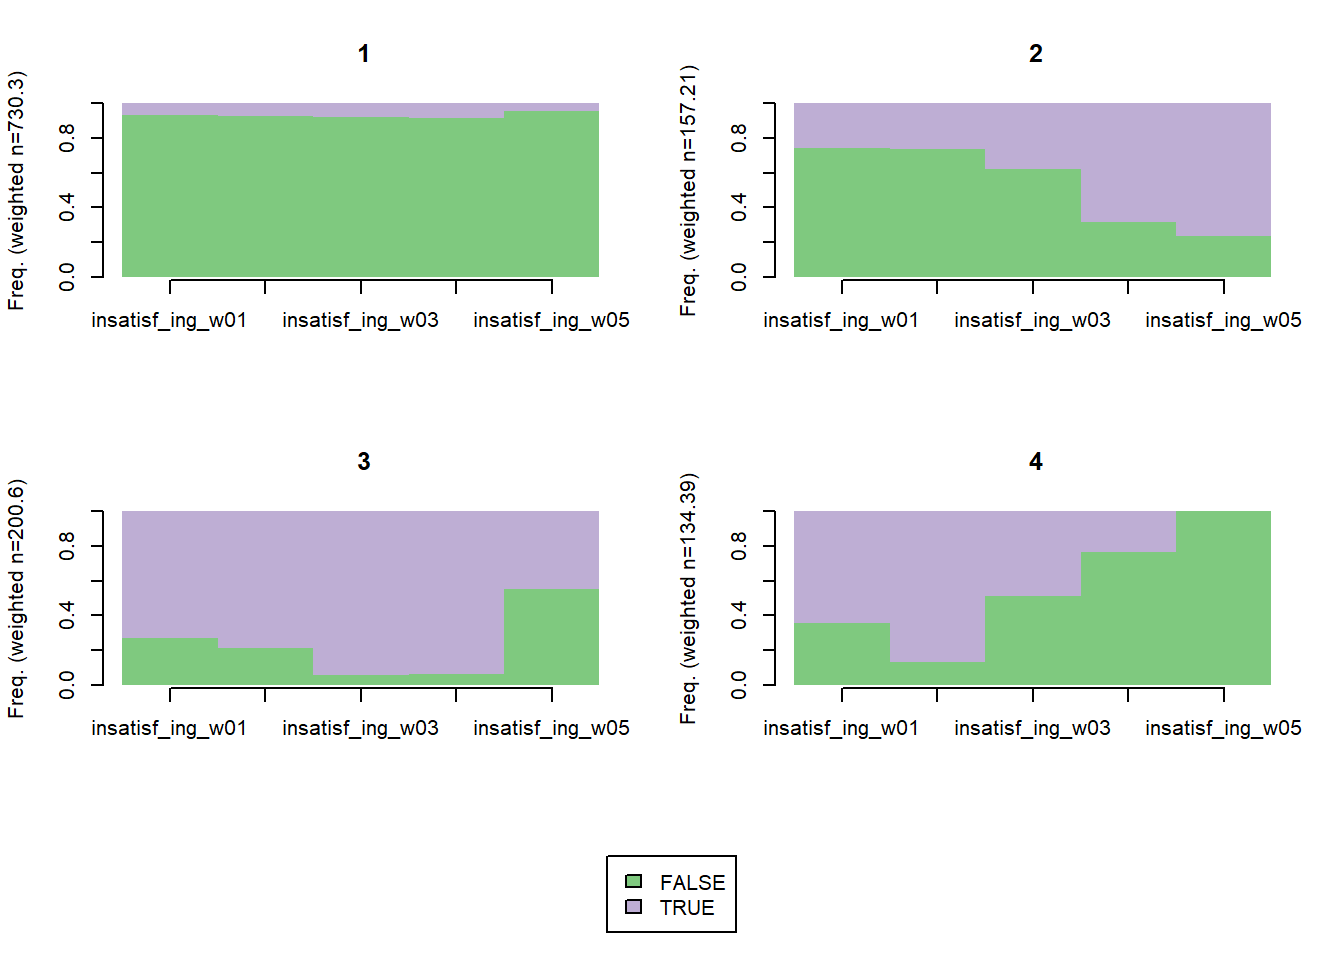 1
Freq. (weighted n=730.3)
0.0 0.4 0.8
insatisf_ing_w01 insatisf_ing_w03 insatisf_ing_w05
2
Freq. (weighted n=157.21)
0.0 0.4 0.8
insatisf_ing_w01 insatisf_ing_w03 insatisf_ing_w05
3
Freq. (weighted n=200.6)
0.0 0.4 0.8
insatisf_ing_w01 insatisf_ing_w03 insatisf_ing_w05
4
Freq. (weighted n=134.39)
0.0 0.4 0.8
insatisf_ing_w01 insatisf_ing_w03 insatisf_ing_w05
FALSE
TRUE